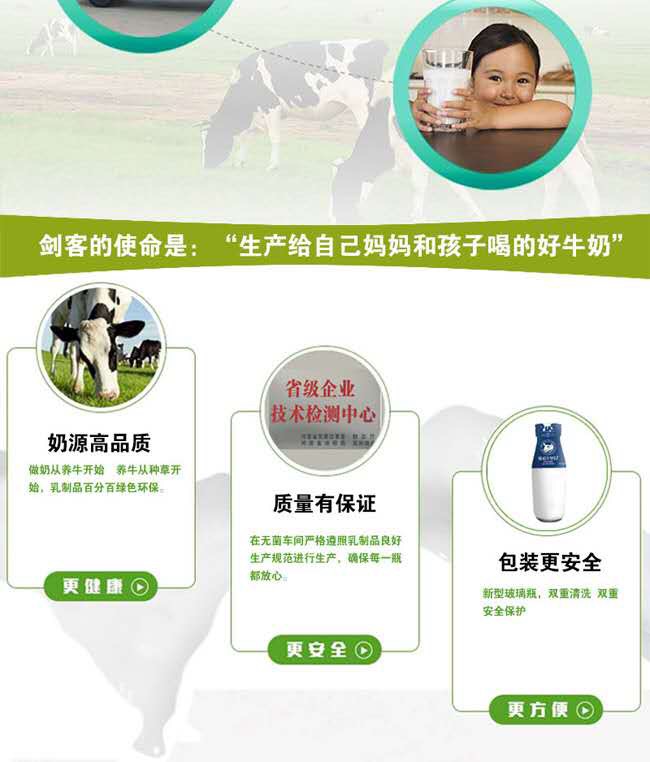 剑客的使命是：“生产给自己妈妈和孩子喝的好牛奶”
奶源高品质
做奶从养牛开始 养牛从种草开
始，乳制品百分百绿色环保。
更健康
省级企业
技术检测中心
质量有保证
在无菌车间严格遵照乳制品良好
生产规范进行生产，确保每一瓶
都放心。
更安全
包装更安全
新型玻璃瓶，双重清洗 双重
安全保护
更方便